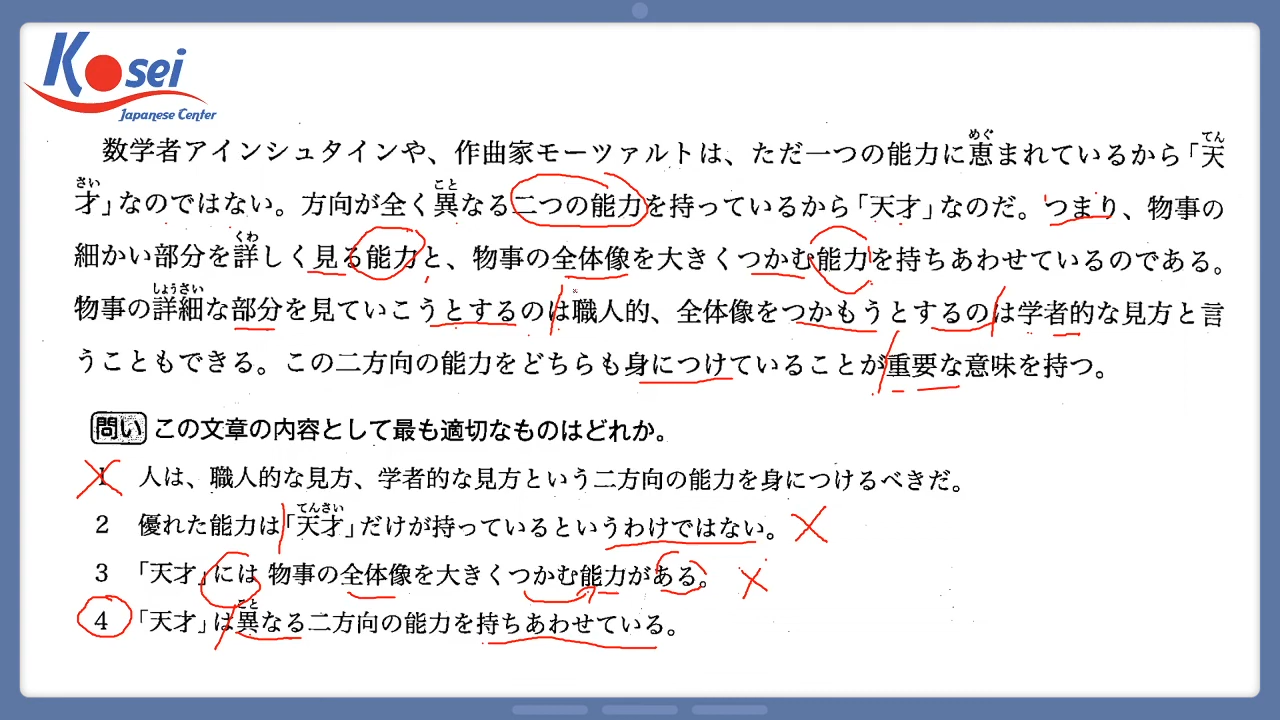 Kosei
Japanese Center
数学者アインシュタインや、作曲家モーツァルトは、ただ一つの能力に恵まれているから「天
才」なのではない。方向が全く異なる二つの能力を持っているから「天才」なのだ。つまり、物事の
細かい部分を詳しく見る能力と、物事の全体像を大きくつかむ能力を持ちあわせているのである。
物事の詳細な部分を見ていこうとするのは職人的、全体像をつかもうとするのは学者的な見方と言
うこともできる。この二方向の能力をどちらも身につけていることが重要な意味を持つ。
問い この文章の内容として最も適切なものはどれか。
1 人は、職人的な見方、学者的な見方という二方向の能力を身につけるべきだ。
2 優れた能力は「天才」だけが持っているというわけではない。
3 「天才」には物事の全体像を大きくつかむ能力がある。
4 「天才」は異なる二方向の能力を持ちあわせている。